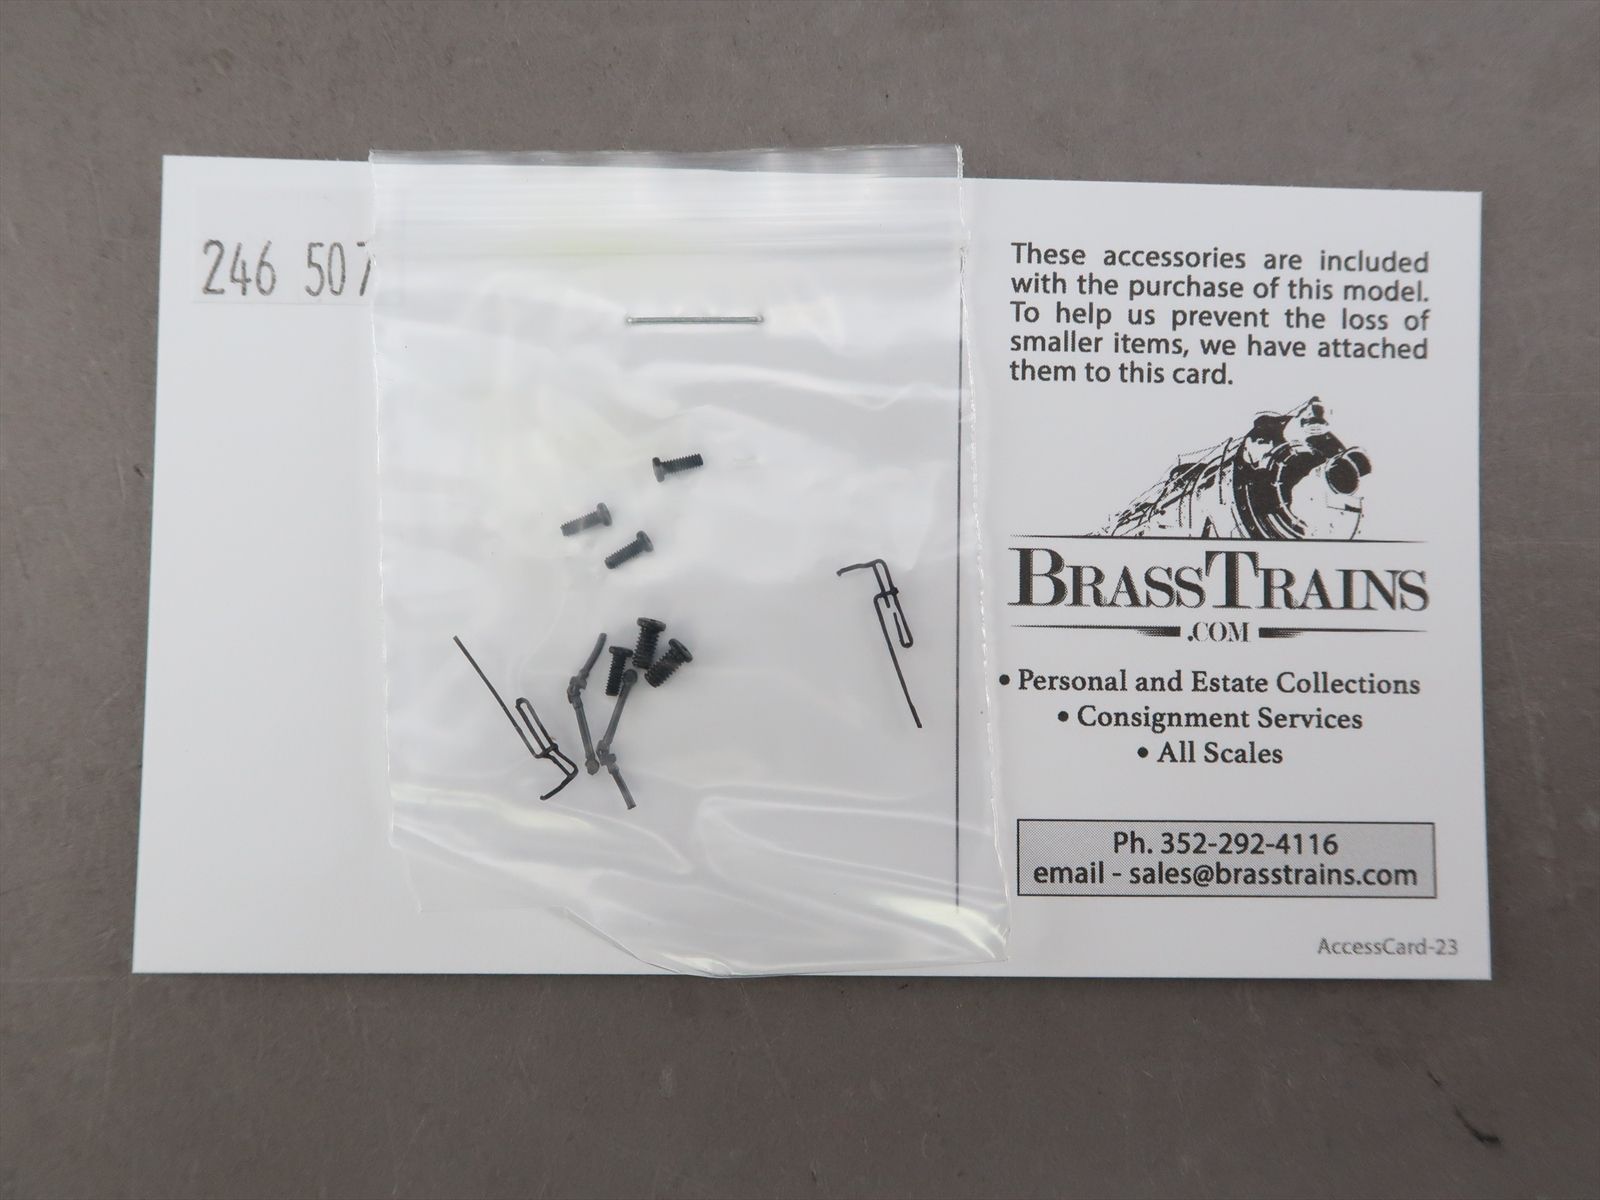 246 507
These accessories are included
with the purchase of this model.
To help us prevent the loss of
smaller items, we have attached
them to this card.
BRASSTRAINS
.COM
• Personal and Estate Collections
• Consignment Services
• All Scales
Ph. 352-292-4116
email - sales@brasstrains.com
AccessCard-23